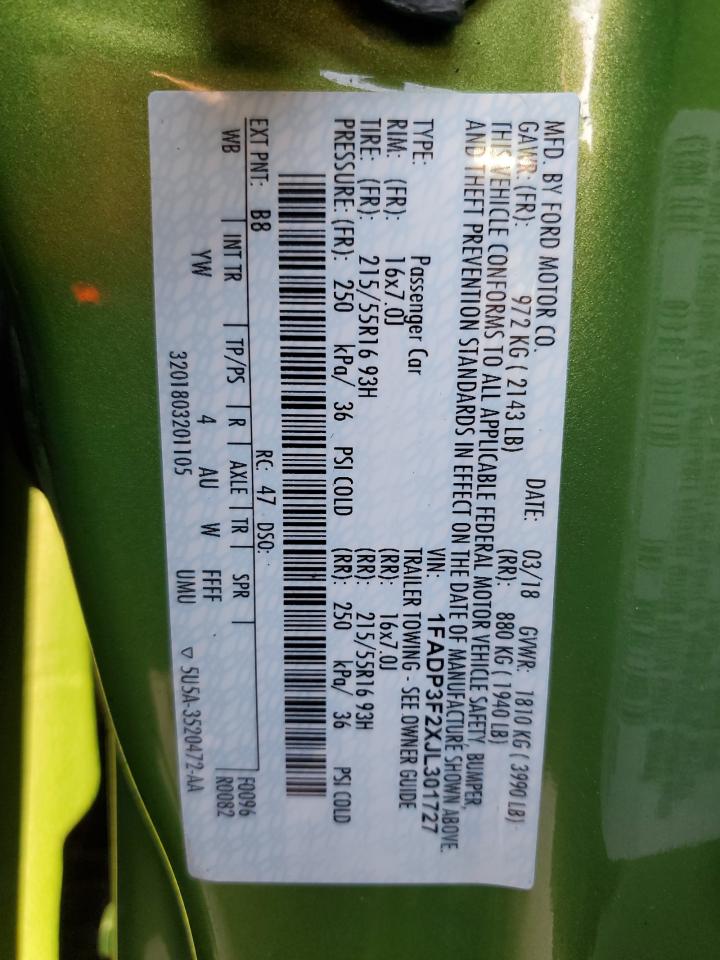 MFD. BY FORD MOTOR CO. DATE: 03/18 GVWR: 1810 KG ( 3990 LB)
GAWR: (FR): 972 KG ( 2143 LB) (RR): 880 KG ( 1940 LB)
THIS VEHICLE CONFORMS TO ALL APPLICABLE FEDERAL MOTOR VEHICLE SAFETY, BUMPER,
AND THEFT PREVENTION STANDARDS IN EFFECT ON THE DATE OF MANUFACTURE SHOWN ABOVE.
VIN: 1FADP3F2XJL301727
TYPE: Passenger Car TRAILER TOWING - SEE OWNER GUIDE
RIM: (FR): 16x7.0J (RR): 16x7.0J
TIRE: (FR): 215/55R16 93H (RR): 215/55R16 93H
PRESSURE: (FR): 250 kPa/ 36 PSI COLD (RR): 250 kPa/ 36 PSI COLD
EXT PNT: B8 RC: 47 DSO: F0096
WB INT TR TP/PS R AXLE TR SPR R0082
YW 4 AU W FFFF
3201803201105 UMU ▽ 5U5A-3520472-AA